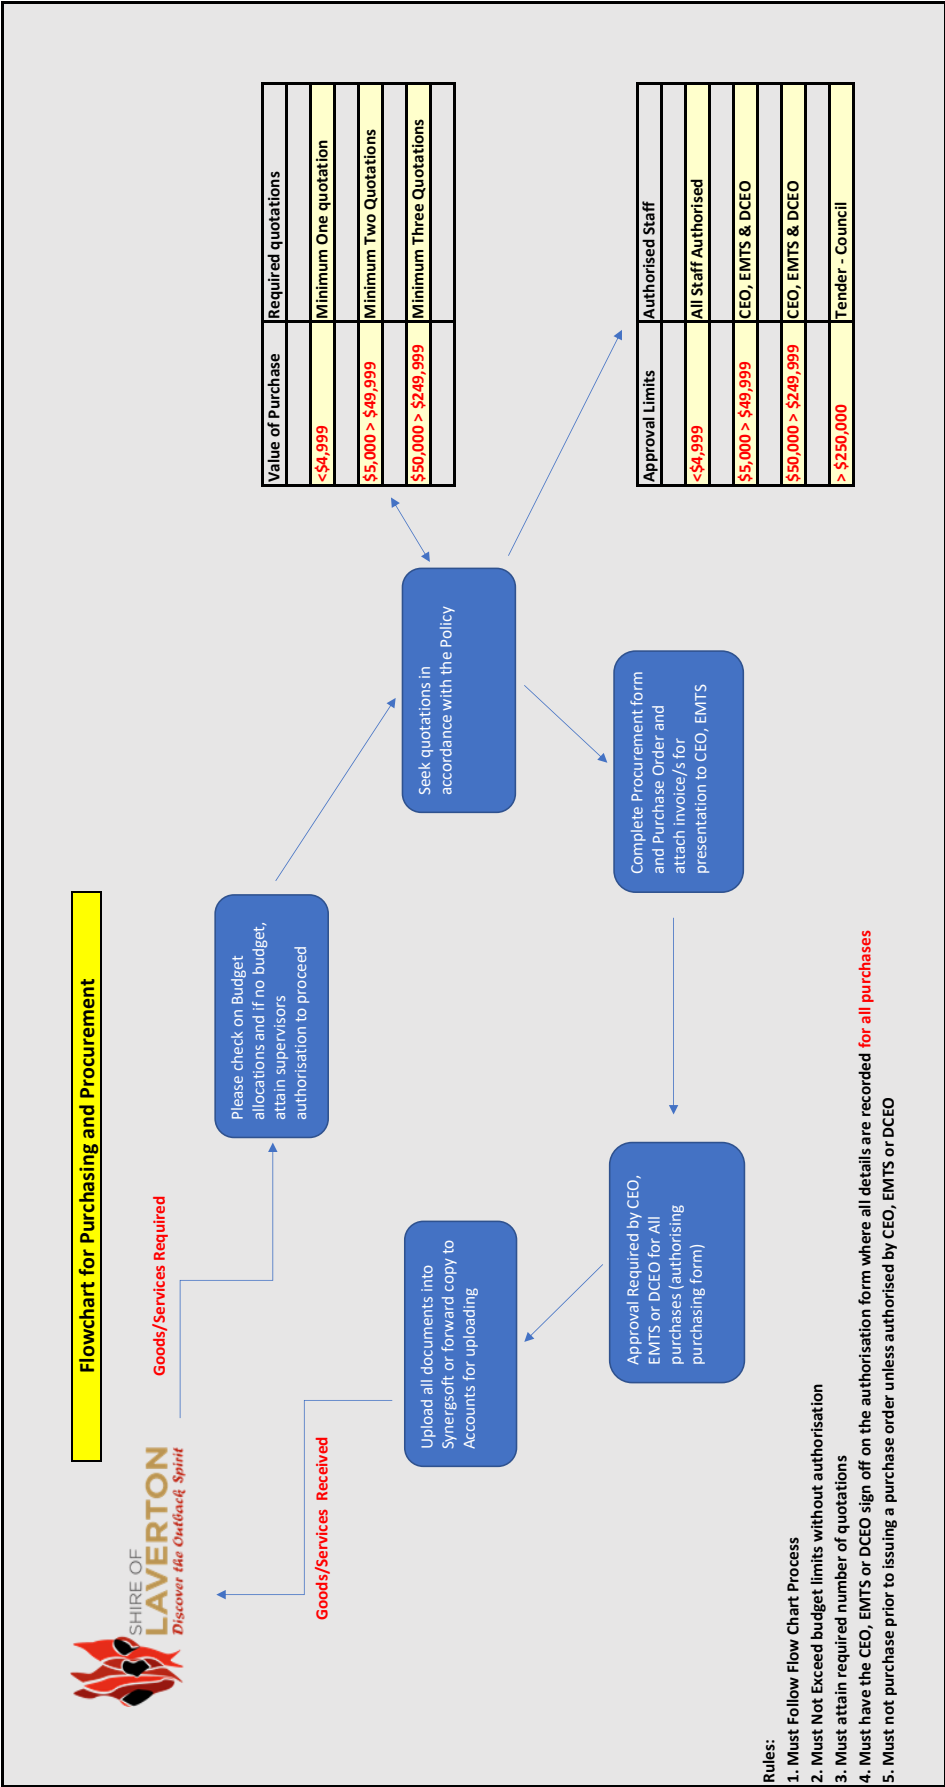 Flowchart for Purchasing and Procurement
SHIRE OF
LAVERTON
Discover the Outback Spirit
Goods/Services Required
Please check on Budget
allocations and if no budget,
attain supervisors
authorisation to proceed
Seek quotations in
accordance with the Policy
Value of Purchase Required quotations
<$4,999 Minimum One quotation
$5,000 > $49,999 Minimum Two Quotations
$50,000 > $249,999 Minimum Three Quotations
Approval Limits Authorised Staff
<$4,999 All Staff Authorised
$5,000 > $49,999 CEO, EMTS & DCEO
$50,000 > $249,999 CEO, EMTS & DCEO
> $250,000 Tender - Council
Complete Procurement form
and Purchase Order and
attach invoice/s for
presentation to CEO, EMTS
Approval Required by CEO,
EMTS or DCEO for All
purchases (authorising
purchasing form)
Upload all documents into
Synergsoft or forward copy to
Accounts for uploading
Goods/Services Received
Rules:
1. Must Follow Flow Chart Process
2. Must Not Exceed budget limits without authorisation
3. Must attain required number of quotations
4. Must have the CEO, EMTS or DCEO sign off on the authorisation form where all details are recorded for all purchases
5. Must not purchase prior to issuing a purchase order unless authorised by CEO, EMTS or DCEO